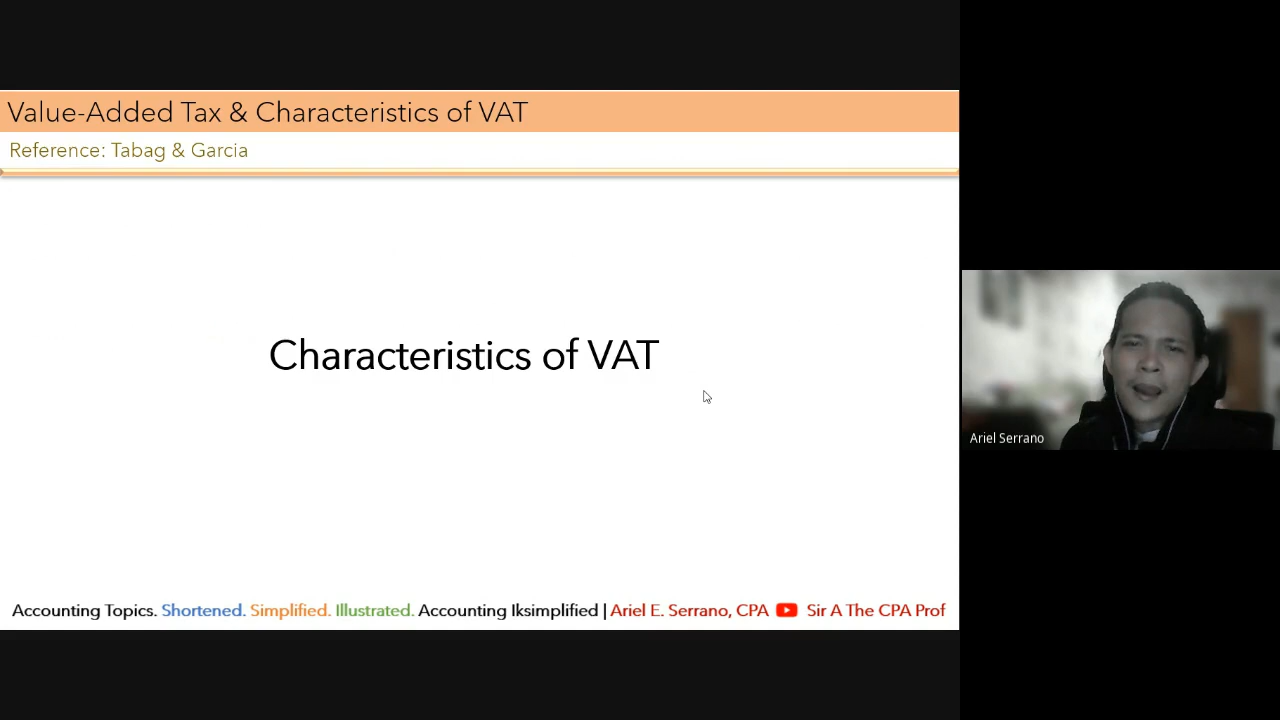 Value-Added Tax & Characteristics of VAT
Reference: Tabag & Garcia
Characteristics of VAT
Ariel Serrano
Accounting Topics. Shortened. Simplified. Illustrated. Accounting Iksimplified | Ariel E. Serrano, CPA Sir A The CPA Prof